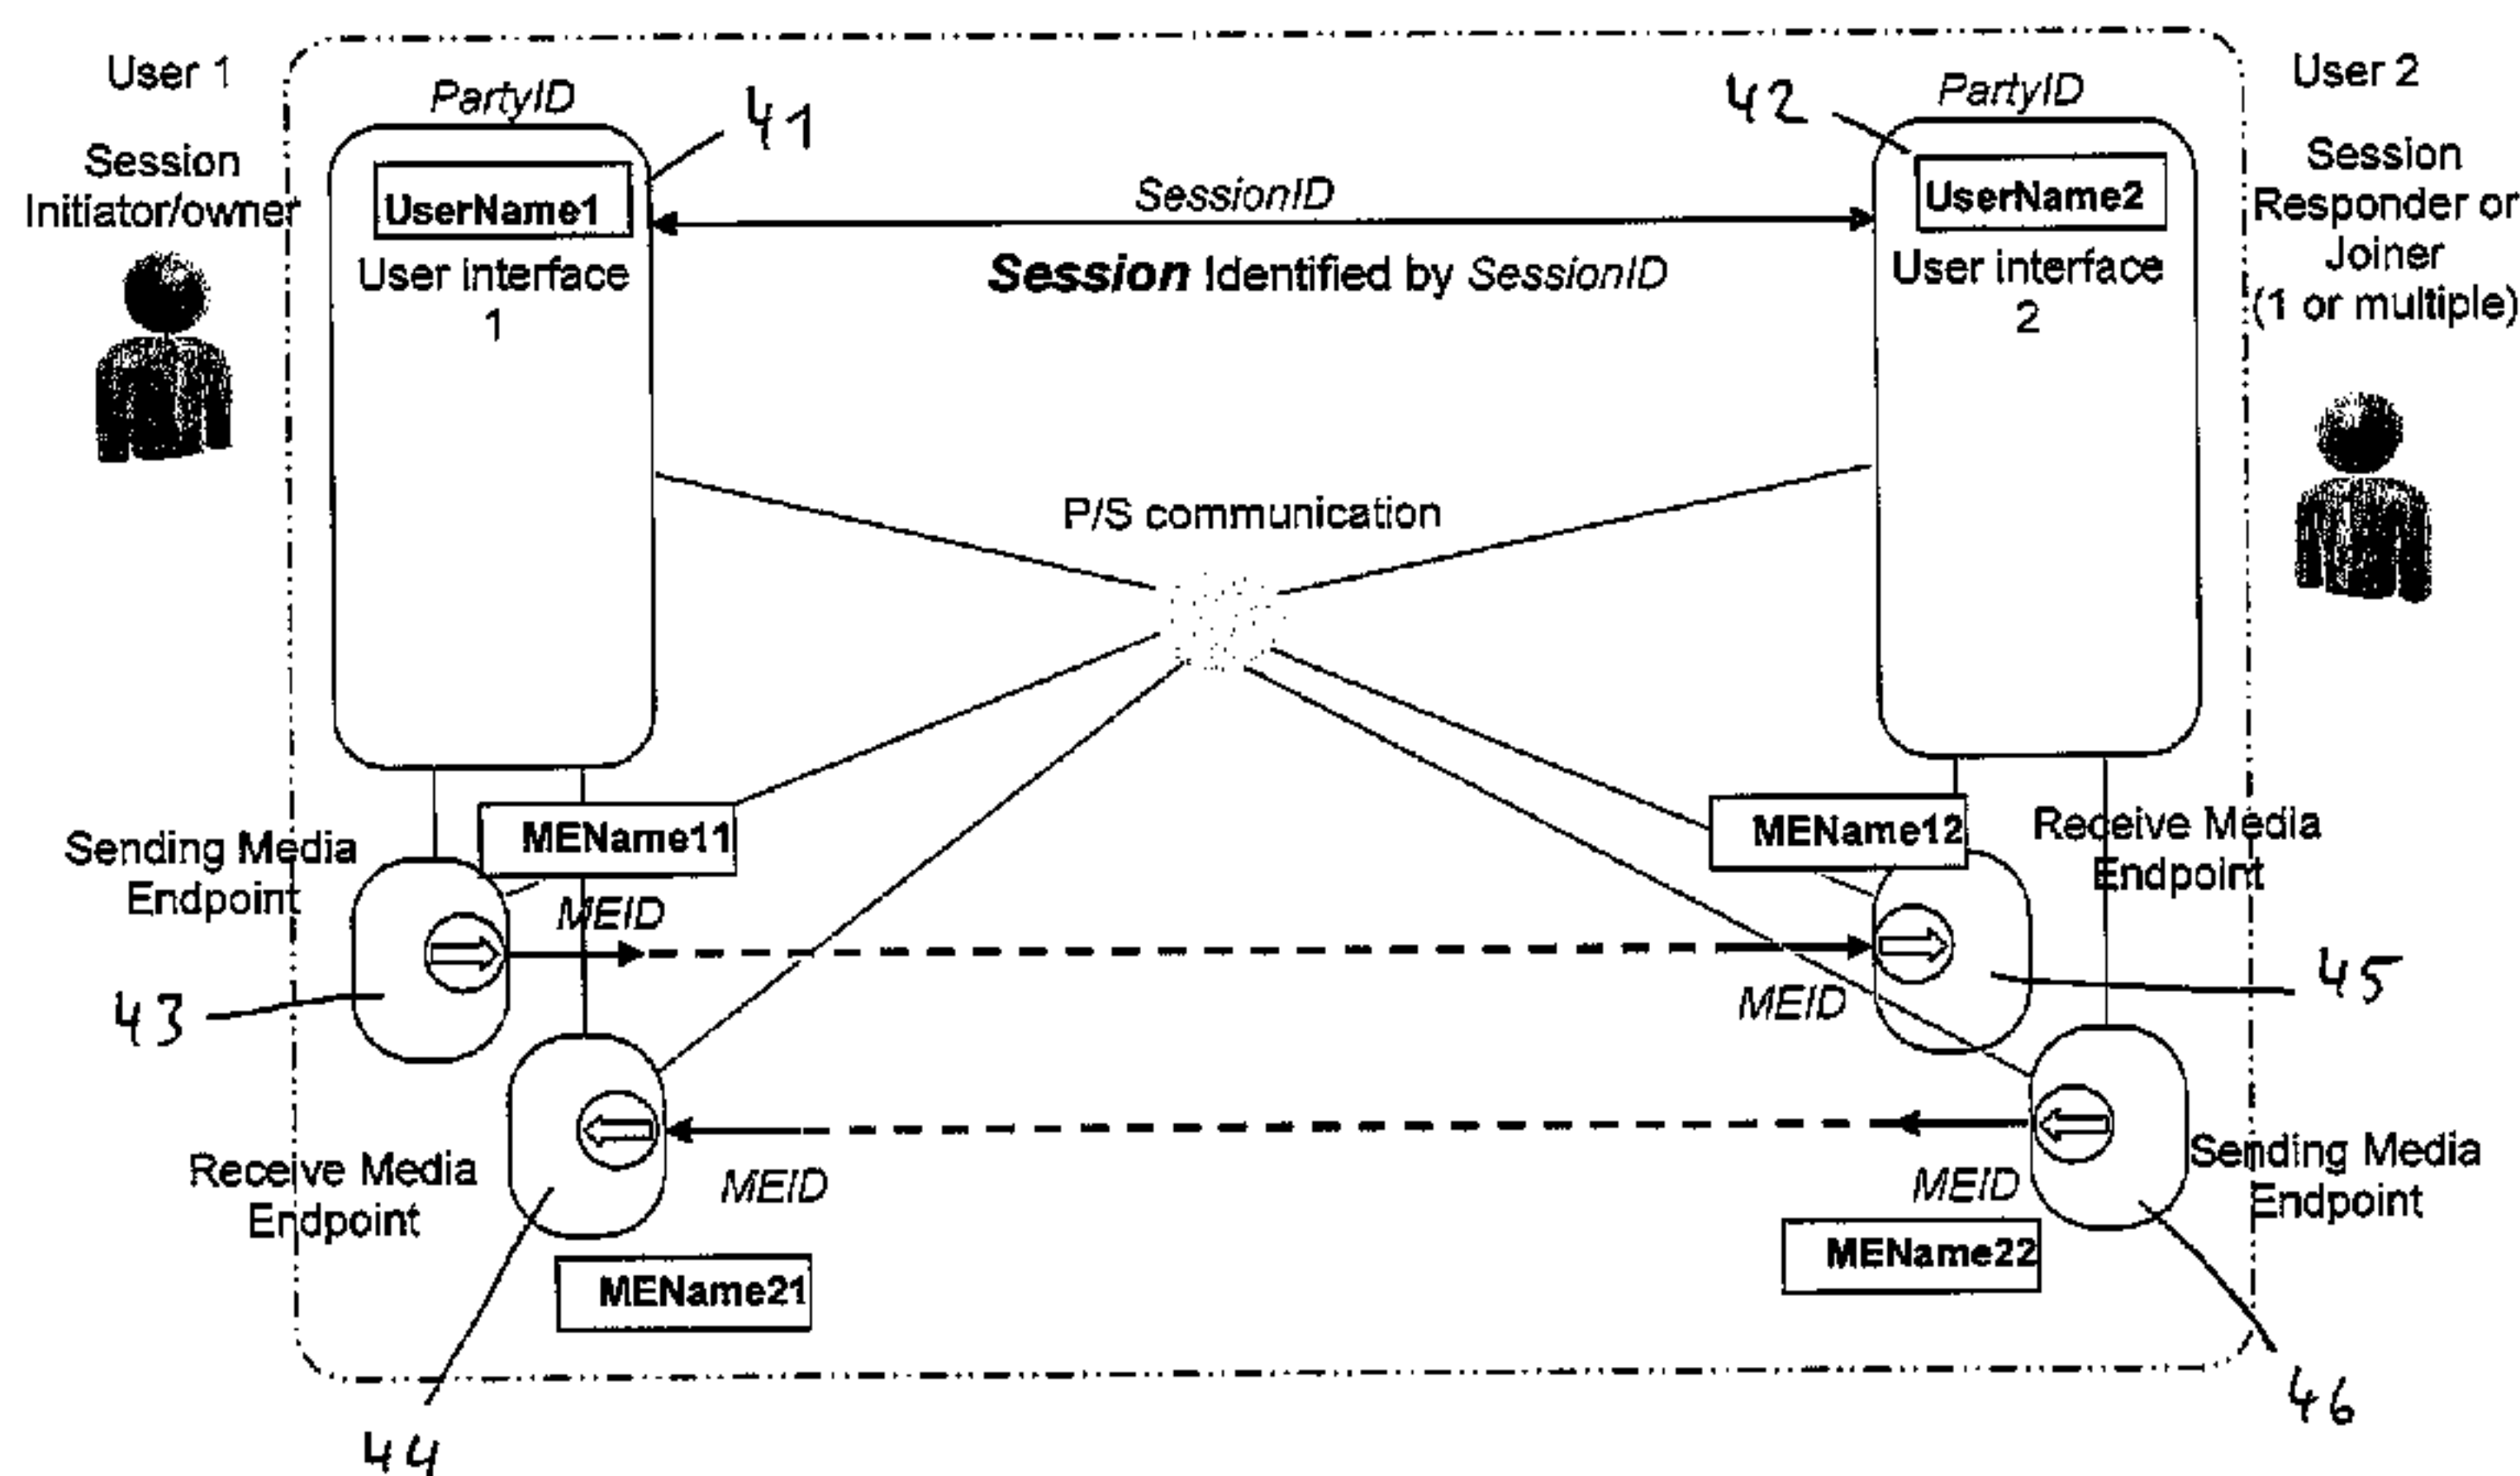 User 1
PartyID
41
42
PartyID
User 2
Session
Initiator/owner
UserName1
SessionID
UserName2
Session
Responder or
Joiner
(1 or multiple)
User interface
1
Session Identified by SessionID
User interface
2
P/S communication
Sending Media
Endpoint
MEName11
MEName12
Receive Media
Endpoint
MEID
43
MEID
45
Receive Media
Endpoint
MEID
MEID
Sending Media
Endpoint
MEName21
MEName22
44
46